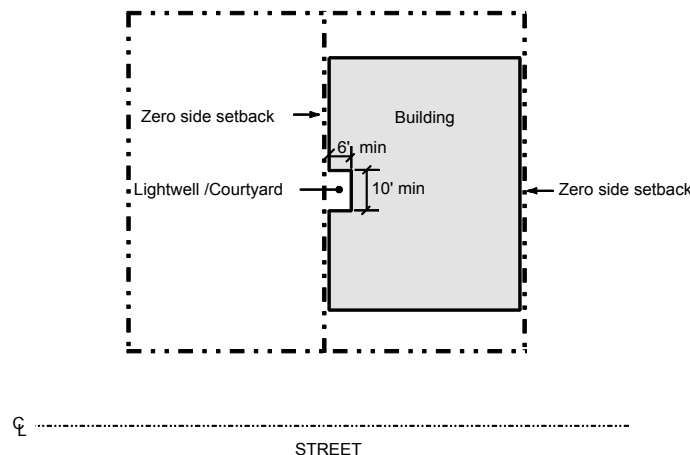 Zero side setback
Building
6' min
Lightwell /Courtyard
10' min
Zero side setback
℄
STREET